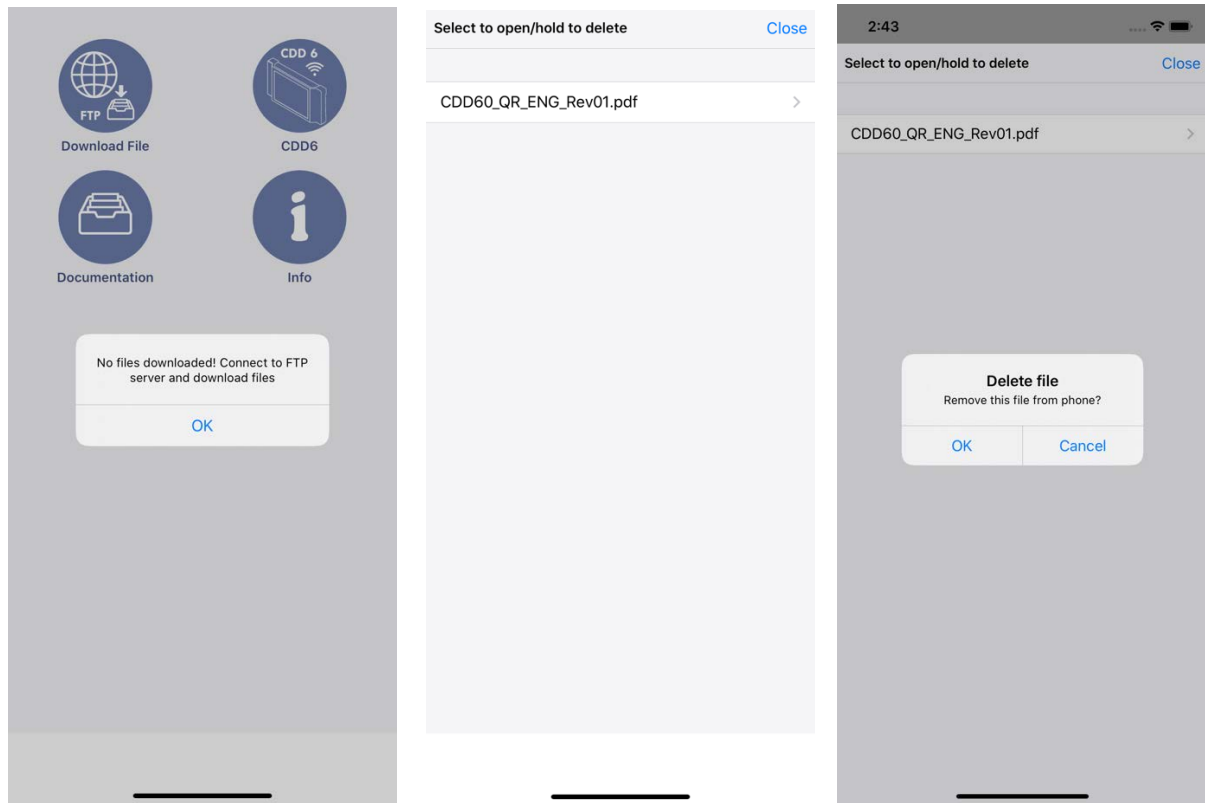 CDD 6
FTP
Download File
CDD6
Documentation
Info
No files downloaded! Connect to FTP
server and download files
OK
Select to open/hold to delete
Close
CDD60_QR_ENG_Rev01.pdf
2:43
Select to open/hold to delete
Close
CDD60_QR_ENG_Rev01.pdf
Delete file
Remove this file from phone?
OK
Cancel